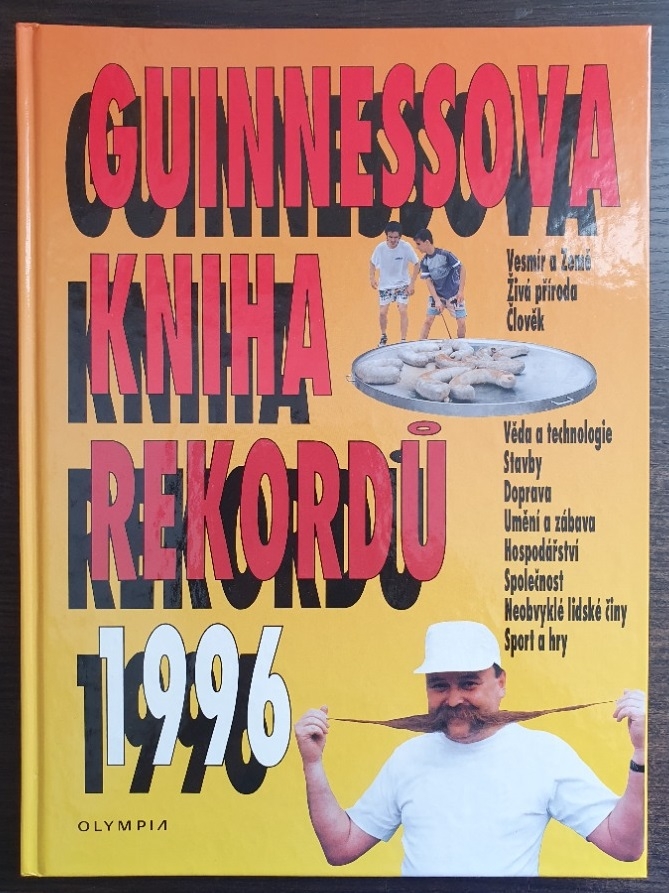 GUINNESSOVA
KNIHA
REKORDŮ
1996
Vesmír a Země
Živá příroda
Člověk
Věda a technologie
Stavby
Doprava
Umění a zábava
Hospodářství
Společnost
Neobvyklé lidské činy
Sport a hry
OLYMPIA